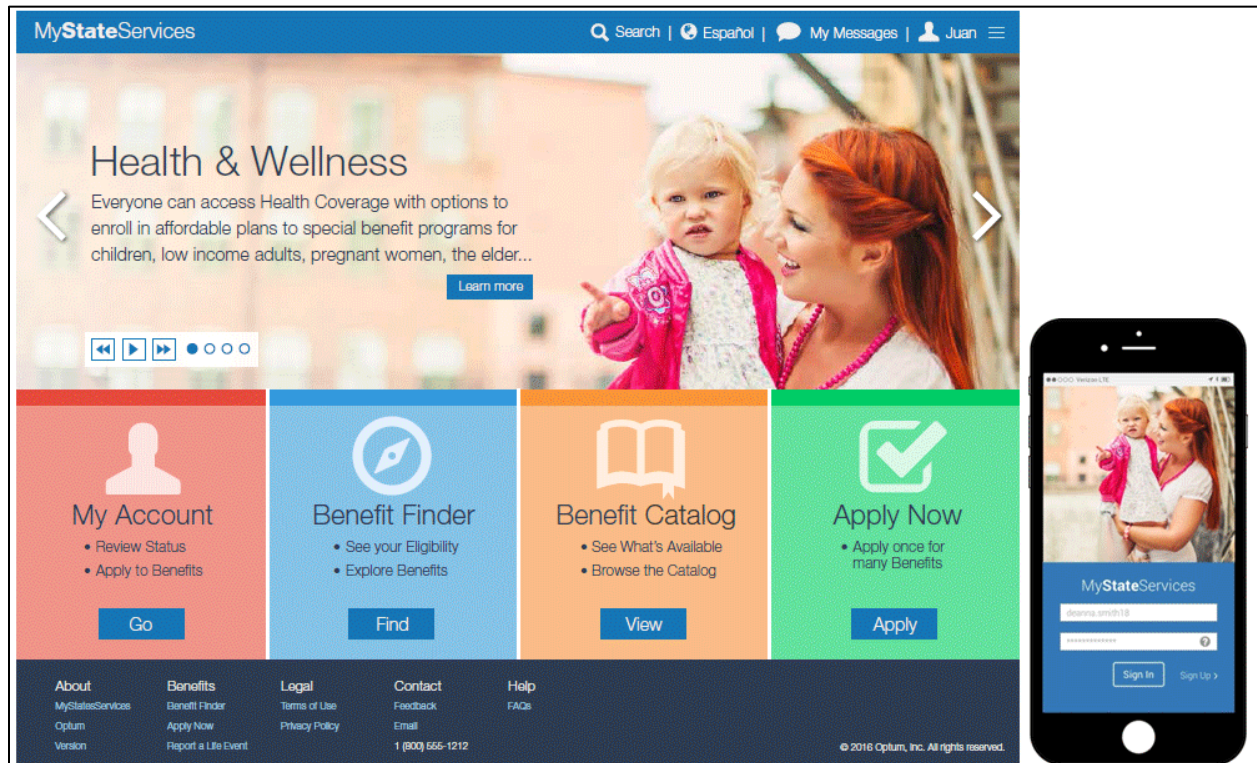 MyStateServices
Search | Español | My Messages | Juan
Health & Wellness
Everyone can access Health Coverage with options to
enroll in affordable plans to special benefit programs for
children, low income adults, pregnant women, the elder...
Learn more
My Account
• Review Status
• Apply to Benefits
Go
Benefit Finder
• See your Eligibility
• Explore Benefits
Find
Benefit Catalog
• See What's Available
• Browse the Catalog
View
Apply Now
• Apply once for
many Benefits
Apply
About
MyStatesServices
Optum
Version
Benefits
Benefit Finder
Apply Now
Report a Life Event
Legal
Terms of Use
Privacy Policy
Contact
Feedback
Email
1 (800) 555-1212
Help
FAQs
© 2016 Optum, Inc. All rights reserved.
Verizon LTE
MyStateServices
deanna.smith18
*************
?
Sign In
Sign Up >